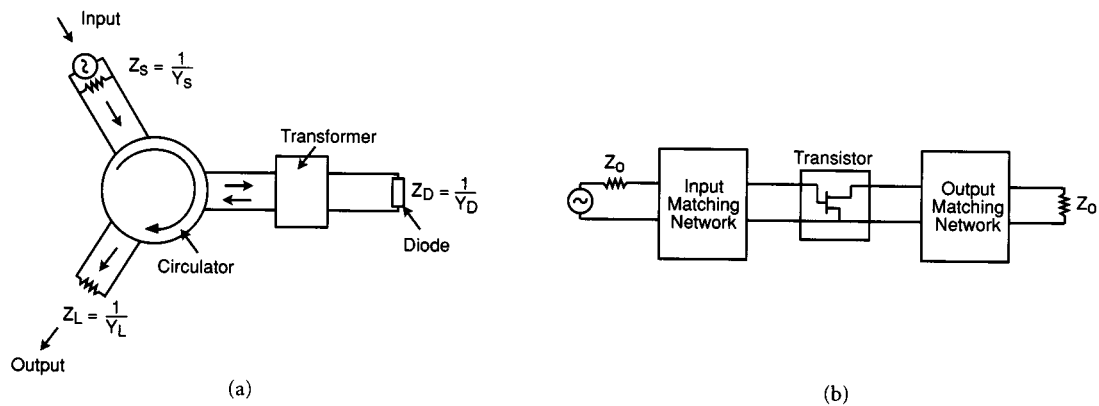 Input
Z_S = 1/Y_S
Transformer
Z_D = 1/Y_D
Diode
Circulator
Z_L = 1/Y_L
Output
(a)
Z_O
Input
Matching
Network
Transistor
Output
Matching
Network
Z_O
(b)